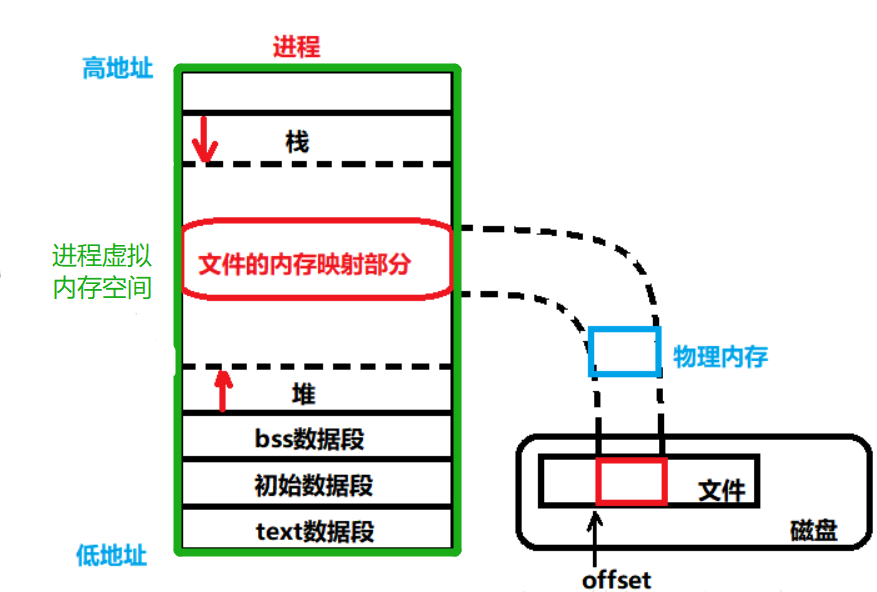 进程
高地址
栈
进程虚拟
内存空间
文件的内存映射部分
物理内存
堆
bss数据段
初始数据段
text数据段
低地址
文件
磁盘
offset